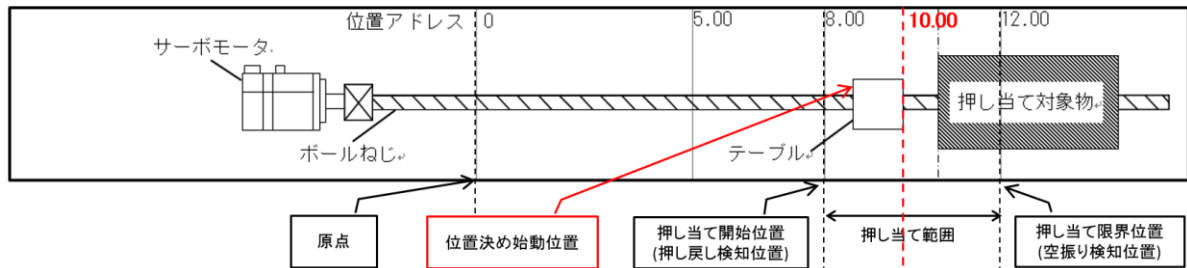 位置アドレス 0 5.00 8.00 10.00 12.00
サーボモータ
押し当て対象物
ボールねじ
テーブル
原点
位置決め始動位置
押し当て開始位置
(押し戻し検知位置)
押し当て範囲
押し当て限界位置
(空振り検知位置)